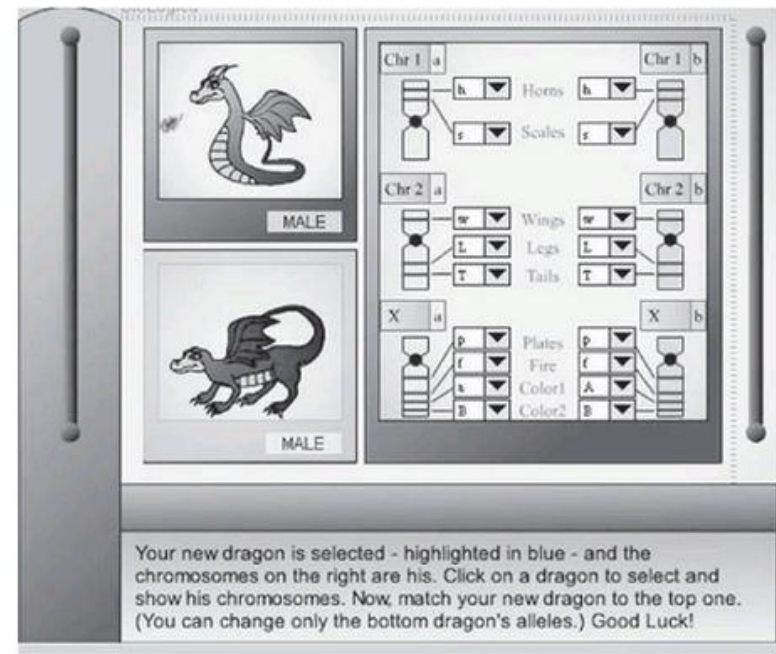 Chr 1 a Chr 1 b
h Horns h
s Scales s
MALE
Chr 2 a Chr 2 b
w Wings w
L Legs L
T Tails T
X a X b
p Plates p
f Fire f
a Color1 A
B Color2 B
MALE
Your new dragon is selected - highlighted in blue - and the
chromosomes on the right are his. Click on a dragon to select and
show his chromosomes. Now, match your new dragon to the top one.
(You can change only the bottom dragon's alleles.) Good Luck!